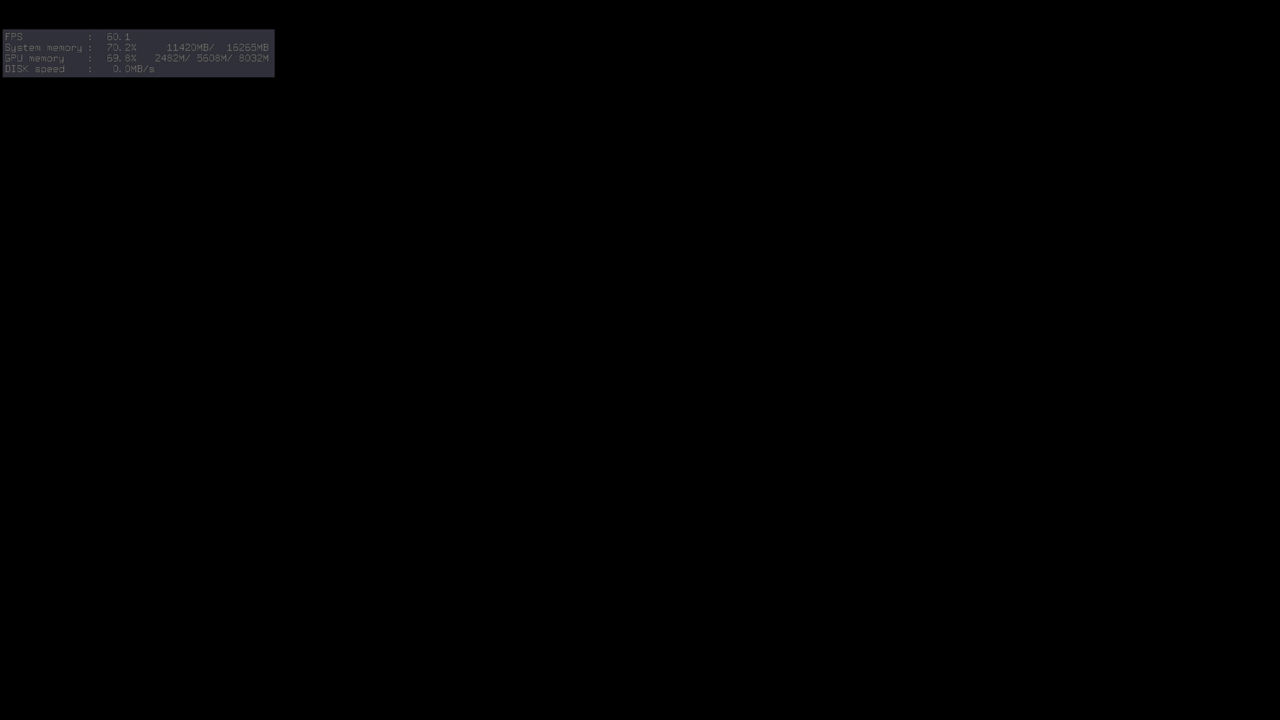 FPS : 60.1
System memory : 70.2% 11420MB/ 16265MB
GPU memory : 69.8% 2482M/ 5608M/ 8032M
DISK speed : 0.0MB/s